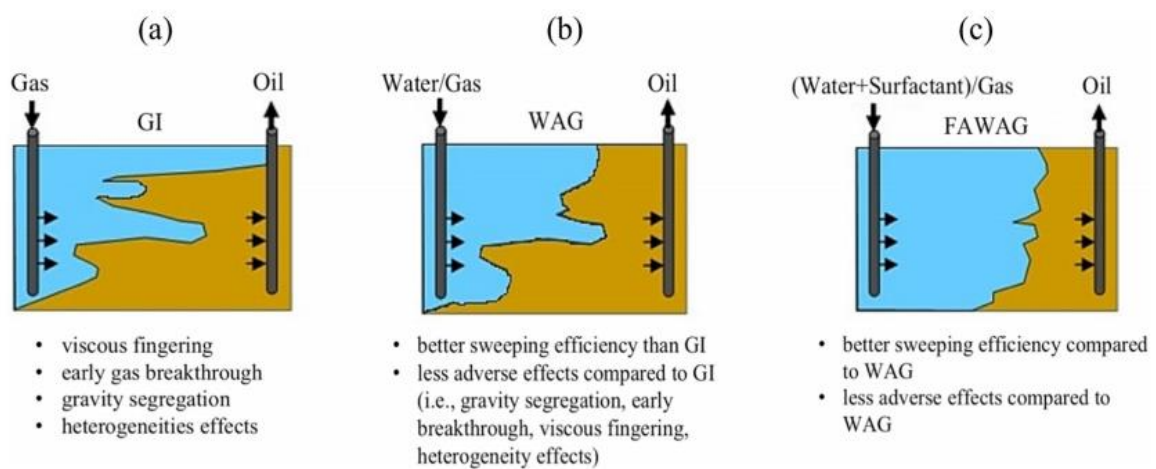 (a)
Gas
Oil
GI
• viscous fingering
• early gas breakthrough
• gravity segregation
• heterogeneities effects
(b)
Water/Gas
Oil
WAG
• better sweeping efficiency than GI
• less adverse effects compared to GI
(i.e., gravity segregation, early
breakthrough, viscous fingering,
heterogeneity effects)
(c)
(Water+Surfactant)/Gas
Oil
FAWAG
• better sweeping efficiency compared
to WAG
• less adverse effects compared to
WAG